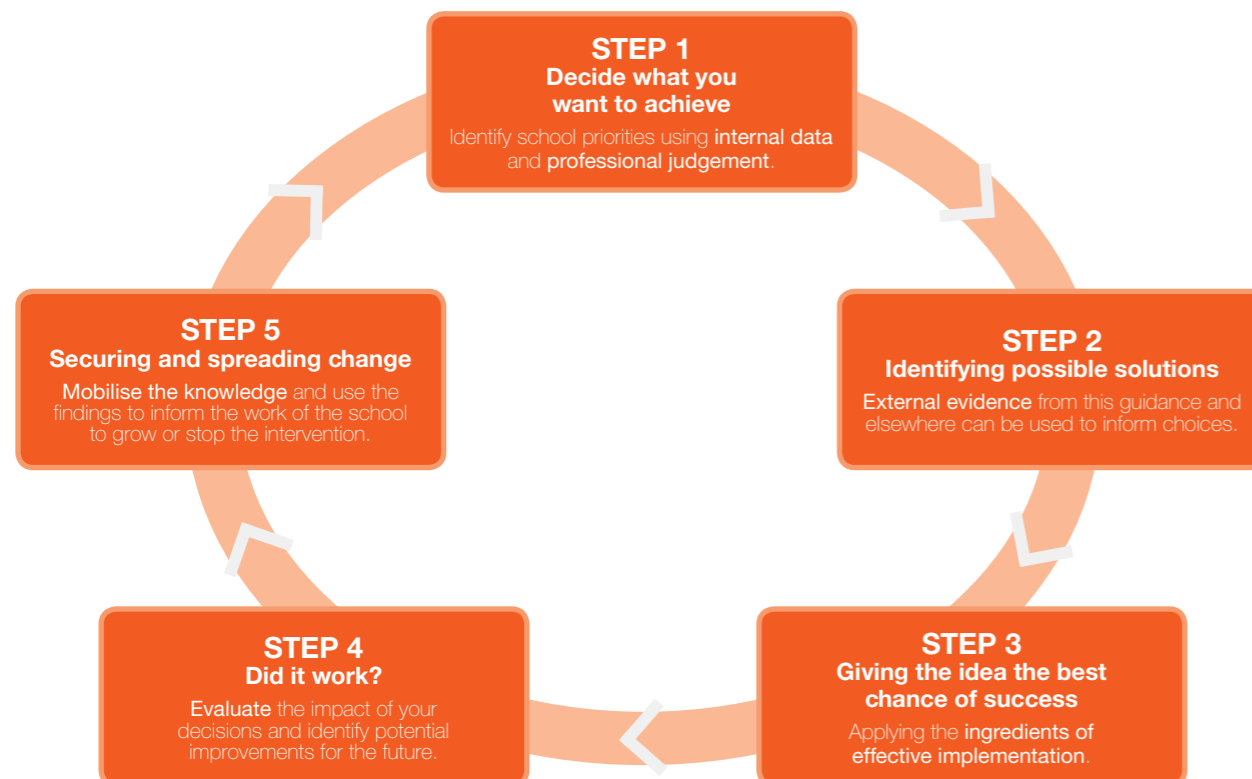 STEP 1
Decide what you
want to achieve
Identify school priorities using internal data
and professional judgement.
STEP 2
Identifying possible solutions
External evidence from this guidance and
elsewhere can be used to inform choices.
STEP 3
Giving the idea the best
chance of success
Applying the ingredients of
effective implementation.
STEP 4
Did it work?
Evaluate the impact of your
decisions and identify potential
improvements for the future.
STEP 5
Securing and spreading change
Mobilise the knowledge and use the
findings to inform the work of the school
to grow or stop the intervention.